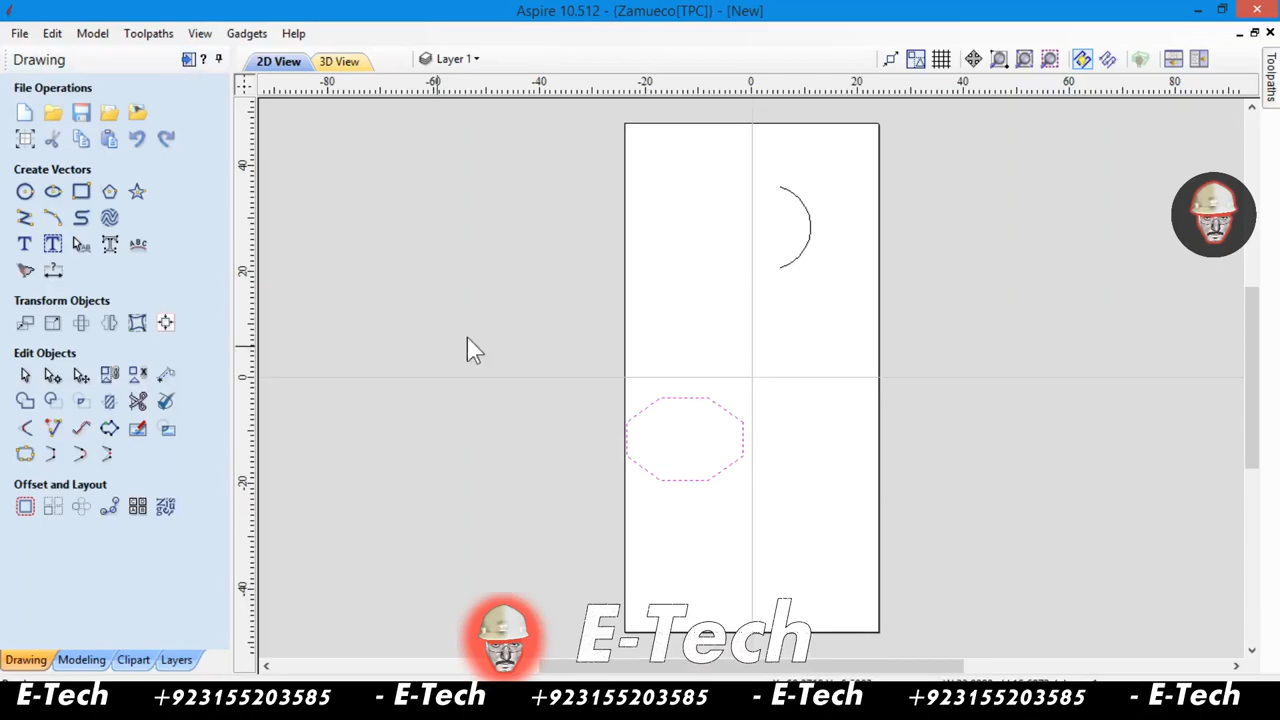 Aspire 10.512 - {Zamueco[TPC]} - [New]
File Edit Model Toolpaths View Gadgets Help
Drawing
2D View
3D View
Layer 1
Toolpaths
-80 -60 -40 -20 0 20 40 60 80
40
20
0
-20
-40
File Operations
Create Vectors
Transform Objects
Edit Objects
Offset and Layout
Drawing Modeling Clipart Layers
E-Tech
E-Tech +923155203585 - E-Tech +923155203585 - E-Tech +923155203585 - E-Tech